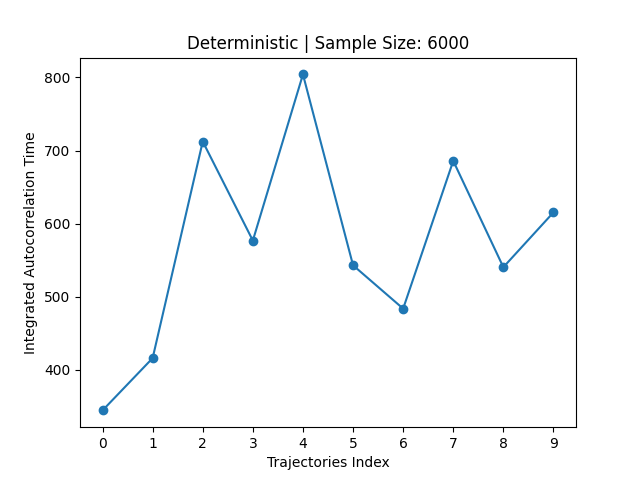 Deterministic | Sample Size: 6000
800
700
600
500
400
Integrated Autocorrelation Time
0 1 2 3 4 5 6 7 8 9
Trajectories Index